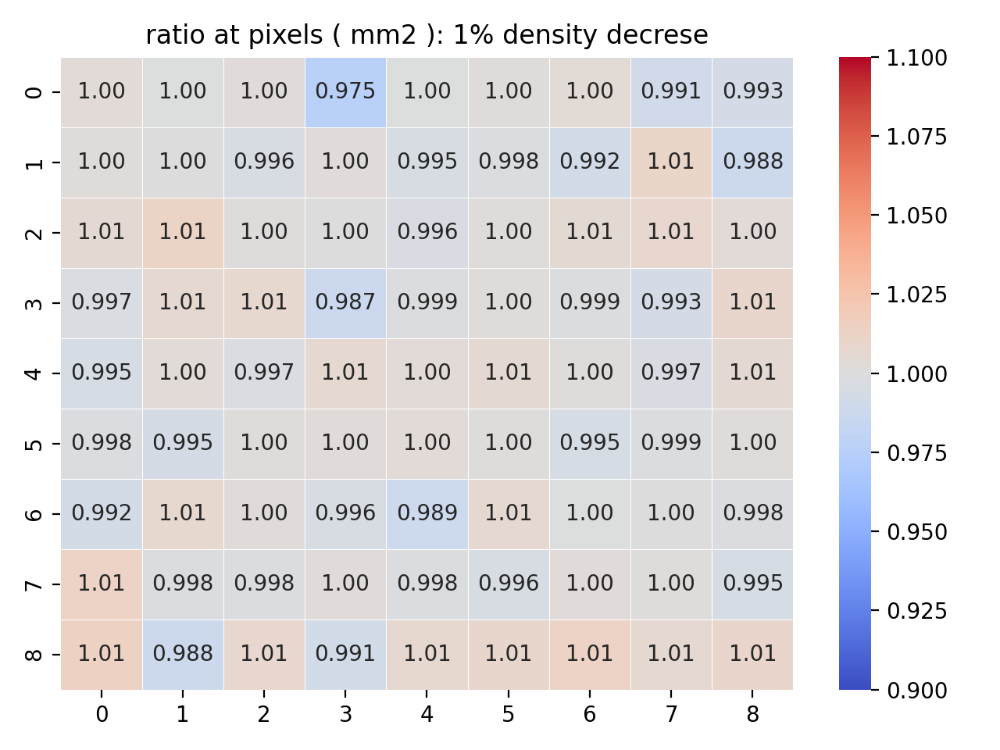 ratio at pixels ( mm2 ): 1% density decrese
0 1.00 1.00 1.00 0.975 1.00 1.00 1.00 0.991 0.993
1 1.00 1.00 0.996 1.00 0.995 0.998 0.992 1.01 0.988
2 1.01 1.01 1.00 1.00 0.996 1.00 1.01 1.01 1.00
3 0.997 1.01 1.01 0.987 0.999 1.00 0.999 0.993 1.01
4 0.995 1.00 0.997 1.01 1.00 1.01 1.00 0.997 1.01
5 0.998 0.995 1.00 1.00 1.00 1.00 0.995 0.999 1.00
6 0.992 1.01 1.00 0.996 0.989 1.01 1.00 1.00 0.998
7 1.01 0.998 0.998 1.00 0.998 0.996 1.00 1.00 0.995
8 1.01 0.988 1.01 0.991 1.01 1.01 1.01 1.01 1.01
0 1 2 3 4 5 6 7 8
1.100
1.075
1.050
1.025
1.000
0.975
0.950
0.925
0.900